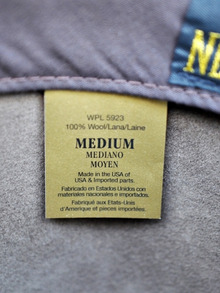 NE
WPL 5923
100% Wool/Lana/Laine
MEDIUM
MEDIANO
MOYEN
Made in the USA of
USA & Imported parts.
Fabricado en Estados Unidos con
materiales nacionales e importados.
Fabriqué aux Etats-Unis
d'Amerique et pieces importées.